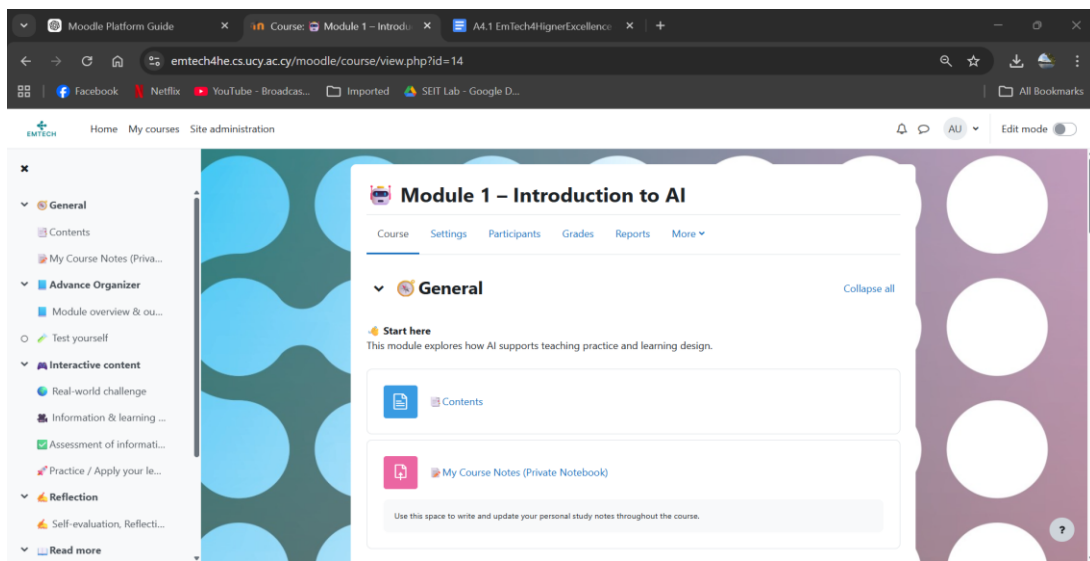 Moodle Platform Guide
Course: 🤖 Module 1 – Introdu
A4.1 EmTech4HignerExcellence
emtech4he.cs.ucy.ac.cy/moodle/course/view.php?id=14
Facebook Netflix YouTube - Broadcas... Imported SEIT Lab - Google D... All Bookmarks
EMTECH Home My courses Site administration AU Edit mode
General
Contents
My Course Notes (Priva...
Advance Organizer
Module overview & ou...
Test yourself
Interactive content
Real-world challenge
Information & learning ...
Assessment of informati...
Practice / Apply your le...
Reflection
Self-evaluation, Reflecti...
Read more
Module 1 – Introduction to AI
Course Settings Participants Grades Reports More
General Collapse all
Start here
This module explores how AI supports teaching practice and learning design.
Contents
My Course Notes (Private Notebook)
Use this space to write and update your personal study notes throughout the course.
?